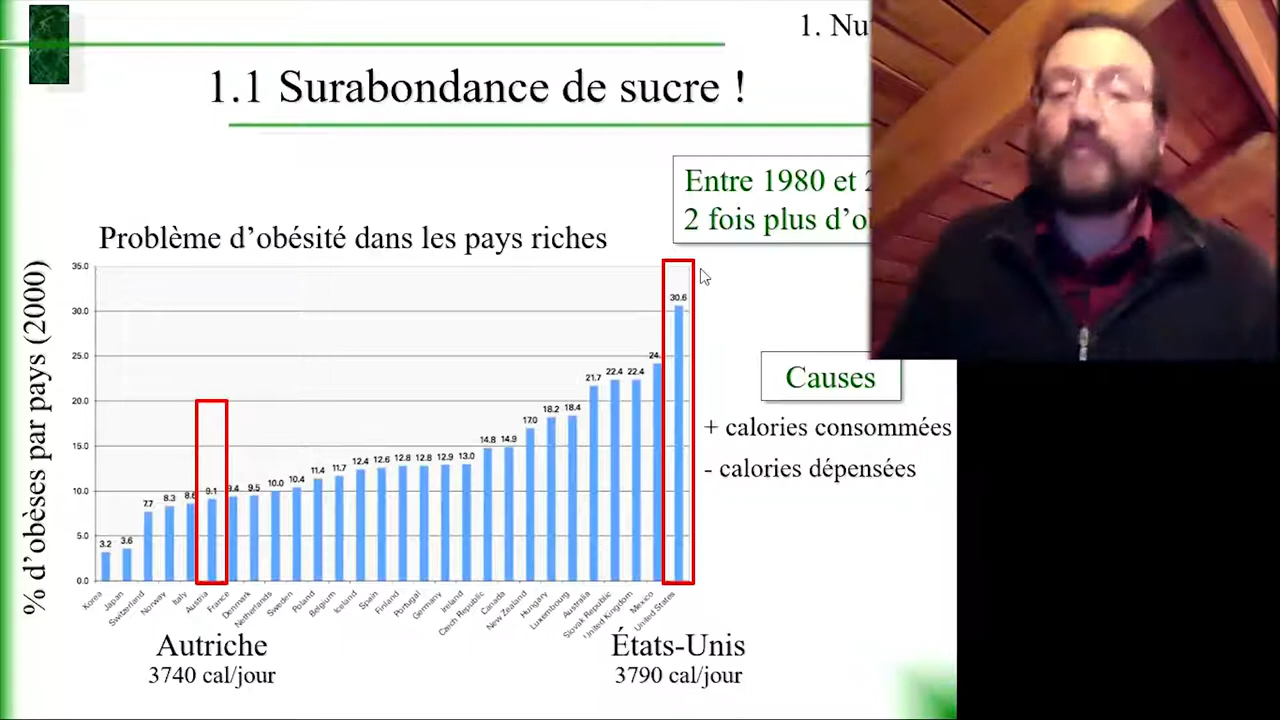 1. Nu
1.1 Surabondance de sucre !
Entre 1980 et 2
2 fois plus d’o
Problème d’obésité dans les pays riches
% d’obèses par pays (2000)
35.0
30.0
25.0
20.0
15.0
10.0
5.0
0.0
3.2
3.6
7.7
8.3
8.6
9.1
9.4
9.5
10.0
10.4
11.4
11.7
12.4
12.6
12.8
12.8
12.9
13.0
14.8
14.9
17.0
18.2
18.4
21.7
22.4
22.4
24.
30.6
Korea
Japan
Switzerland
Norway
Italy
Austria
France
Denmark
Netherlands
Sweden
Poland
Belgium
Iceland
Spain
Finland
Portugal
Germany
Ireland
Czech Republic
Canada
New Zealand
Hungary
Luxembourg
Australia
Slovak Republic
United Kingdom
Mexico
United States
Causes
+ calories consommées
- calories dépensées
Autriche
3740 cal/jour
États-Unis
3790 cal/jour